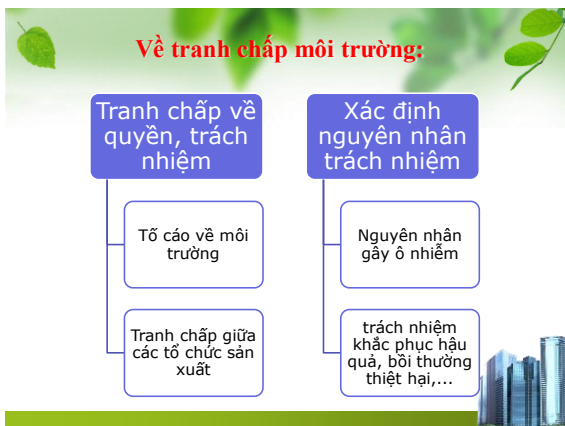 Về tranh chấp môi trường:
Tranh chấp về
quyền, trách
nhiệm
Tố cáo về môi
trường
Tranh chấp giữa
các tổ chức sản
xuất
Xác định
nguyên nhân
trách nhiệm
Nguyên nhân
gây ô nhiễm
trách nhiệm
khắc phục hậu
quả, bồi thường
thiệt hại,...